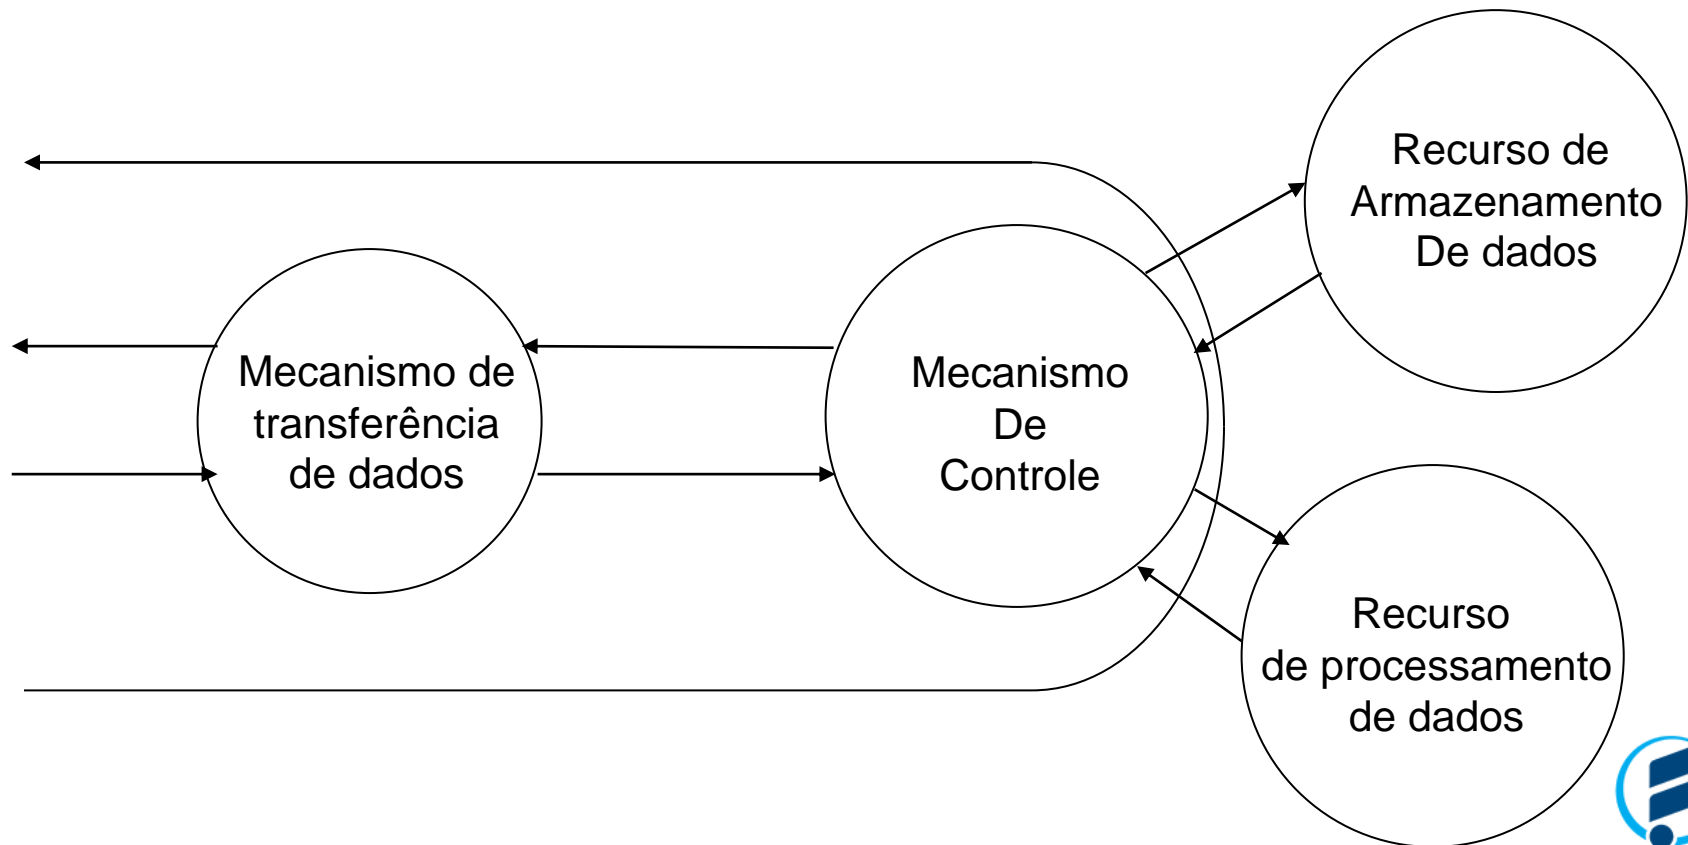 Recurso de
Armazenamento
De dados
Mecanismo de
transferência
de dados
Mecanismo
De
Controle
Recurso
de processamento
de dados